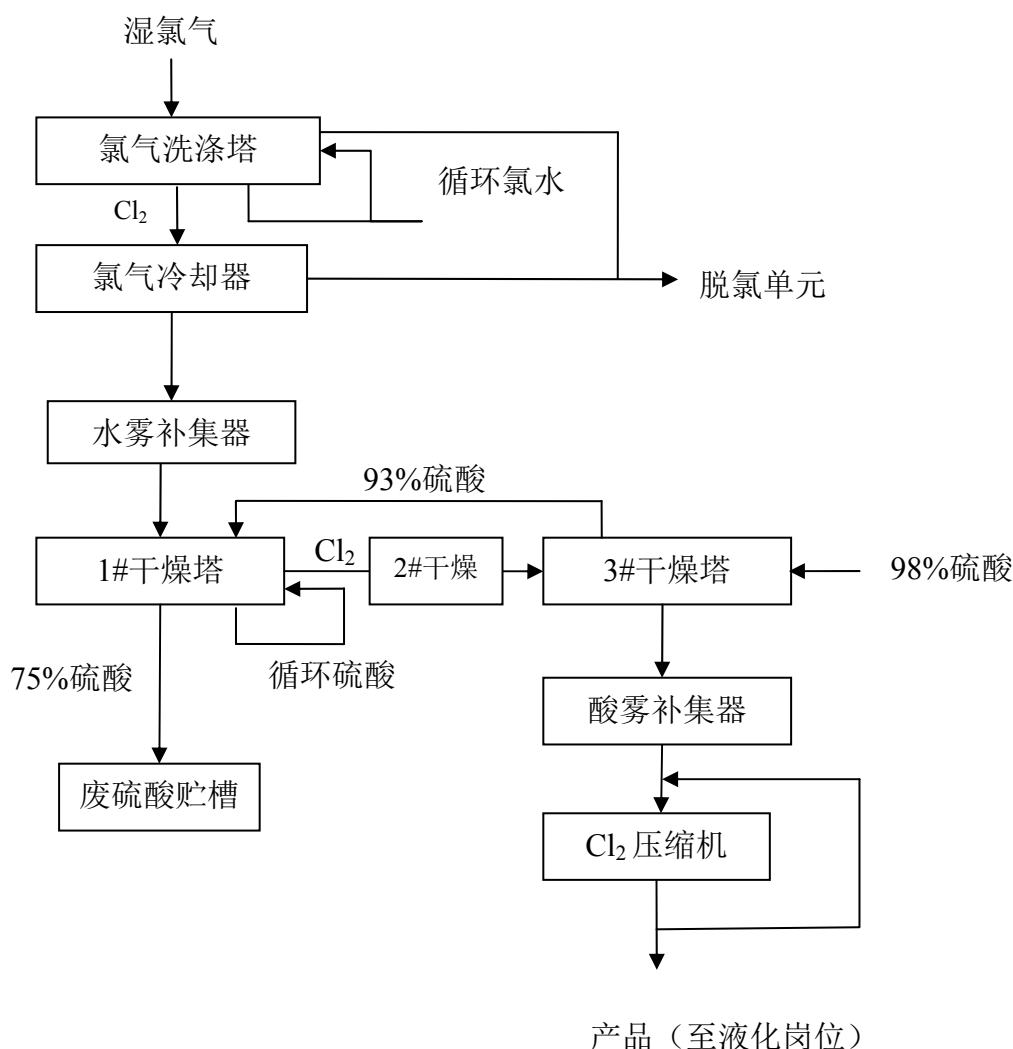 湿氯气
氯气洗涤塔
循环氯水
Cl₂
氯气冷却器
脱氯单元
水雾补集器
93%硫酸
1#干燥塔
Cl₂
2#干燥
3#干燥塔
98%硫酸
75%硫酸
循环硫酸
酸雾补集器
废硫酸贮槽
Cl₂压缩机
产品（至液化岗位）